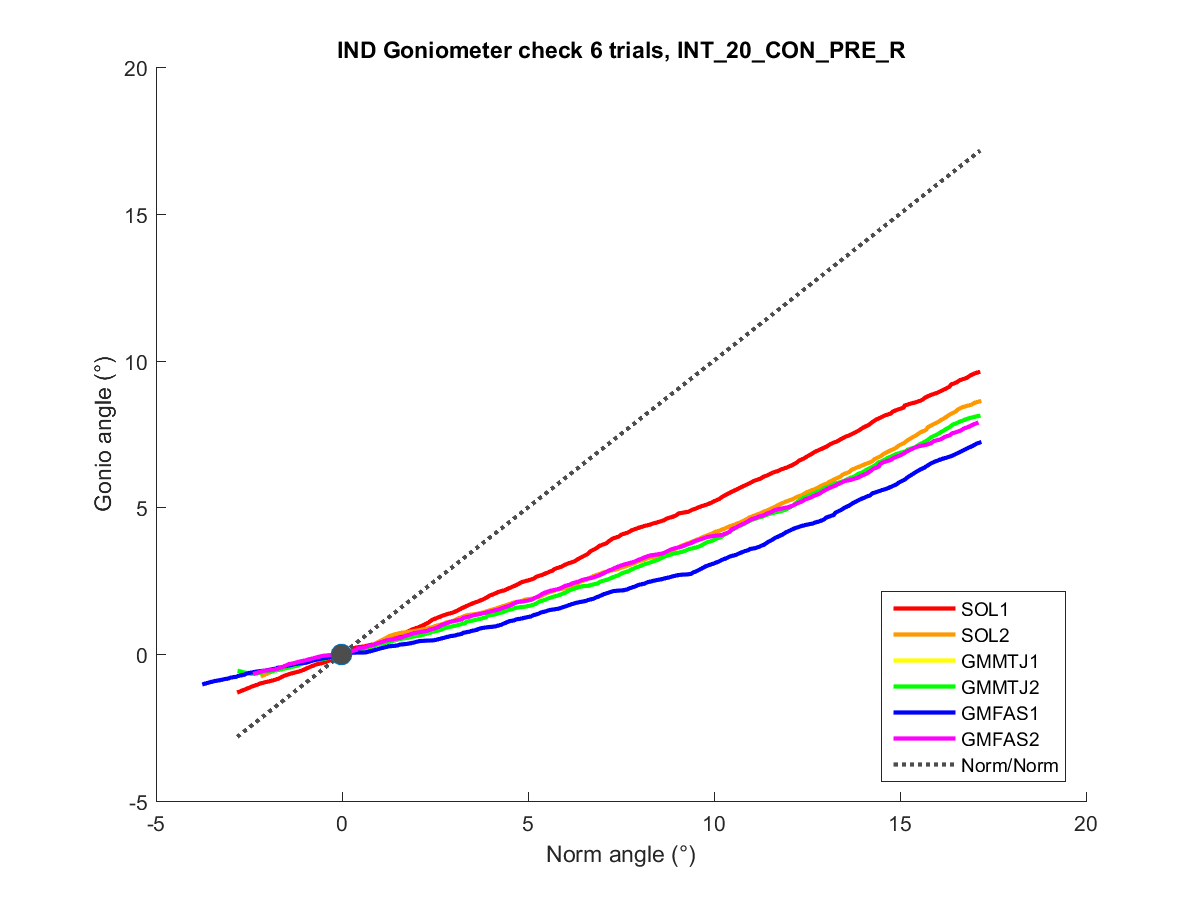 IND Goniometer check 6 trials, INT_20_CON_PRE_R
20
15
10
5
0
-5
Gonio angle (°)
-5 0 5 10 15 20
Norm angle (°)
SOL1
SOL2
GMMTJ1
GMMTJ2
GMFAS1
GMFAS2
Norm/Norm